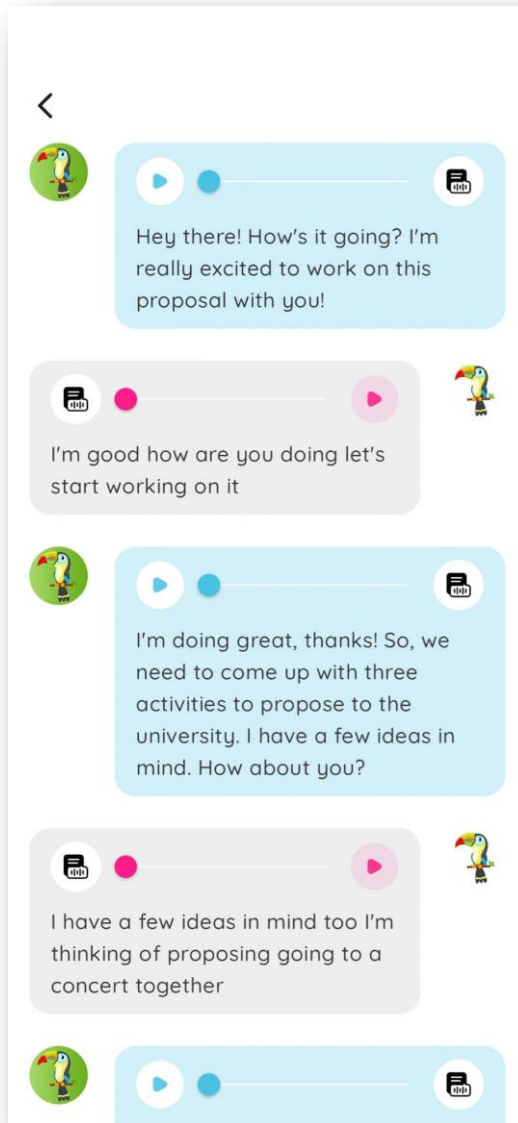 Hey there! How's it going? I'm
really excited to work on this
proposal with you!
I'm good how are you doing let's
start working on it
I'm doing great, thanks! So, we
need to come up with three
activities to propose to the
university. I have a few ideas in
mind. How about you?
I have a few ideas in mind too I'm
thinking of proposing going to a
concert together